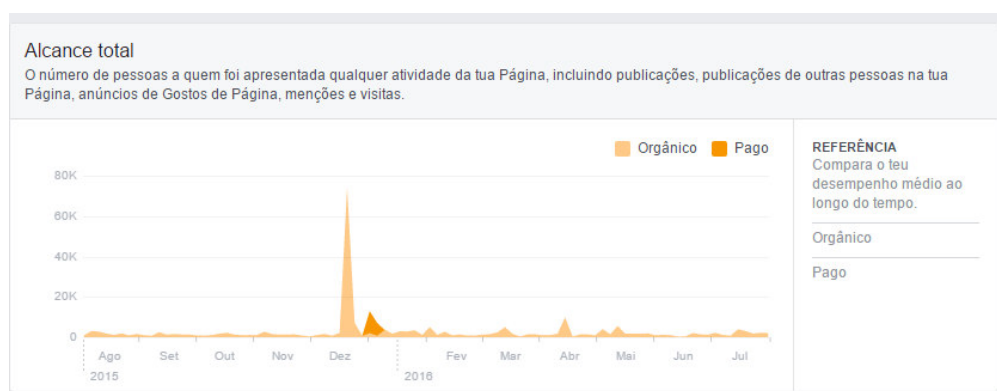 Alcance total
O número de pessoas a quem foi apresentada qualquer atividade da tua Página, incluindo publicações, publicações de outras pessoas na tua
Página, anúncios de Gostos de Página, menções e visitas.
Orgânico Pago
80K
60K
40K
20K
0
Ago Set Out Nov Dez Fev Mar Abr Mai Jun Jul
2015 2016
REFERÊNCIA
Compara o teu
desempenho médio ao
longo do tempo.
Orgânico
Pago